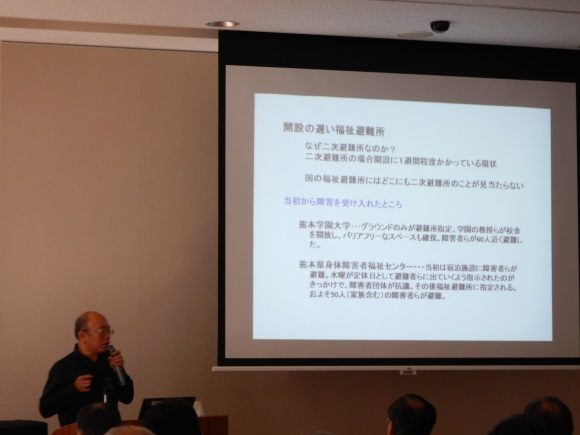 開設の遅い福祉避難所
なぜ二次避難所なのか?
二次避難所の場合開設に1週間程度かかっている現状
国の福祉避難所にはどこにも二次避難所のことが見当たらない
当初から障害を受け入れたところ
熊本学園大学・・・グラウンドのみが避難所指定。学園の教授らが校舎
を開放し、バリアフリーなスペースも確保。障害者らが60人近く避難し
た。
熊本県身体障害者福祉センター・・・当初は宿泊施設に障害者らが
避難。水曜が定休日として避難者らに出ていくよう指示されたのが
きっかけで、障害者団体が抗議。その後福祉避難所に指定される。
およそ50人(家族含む)の障害者らが避難。